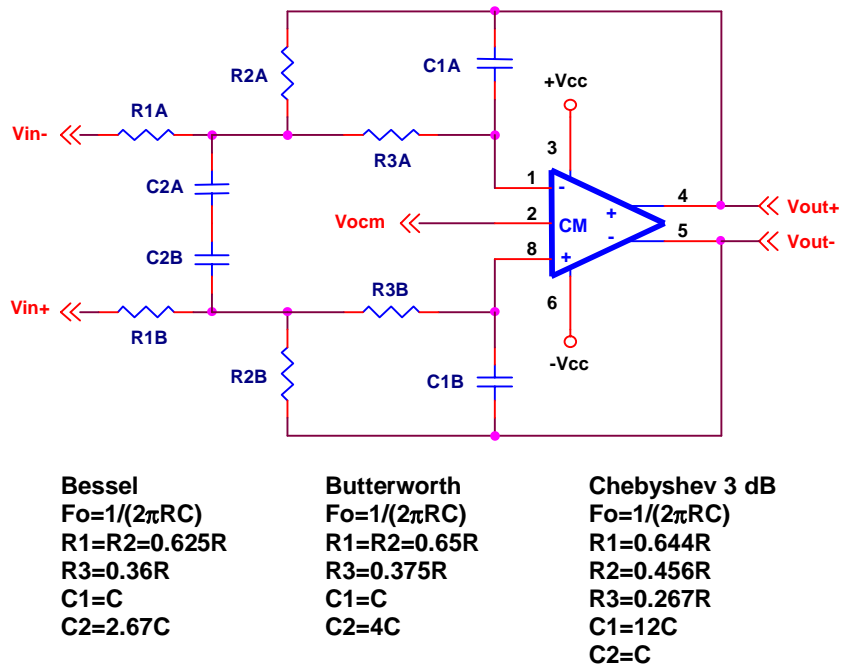 R2A
C1A
+Vcc
R1A
Vin-
R3A
3
C2A
1
-
4
+
Vout+
Vocm
2
CM
5
-
Vout-
C2B
8
+
R3B
Vin+
6
R1B
-Vcc
R2B
C1B
Bessel
Fo=1/(2πRC)
R1=R2=0.625R
R3=0.36R
C1=C
C2=2.67C
Butterworth
Fo=1/(2πRC)
R1=R2=0.65R
R3=0.375R
C1=C
C2=4C
Chebyshev 3 dB
Fo=1/(2πRC)
R1=0.644R
R2=0.456R
R3=0.267R
C1=12C
C2=C